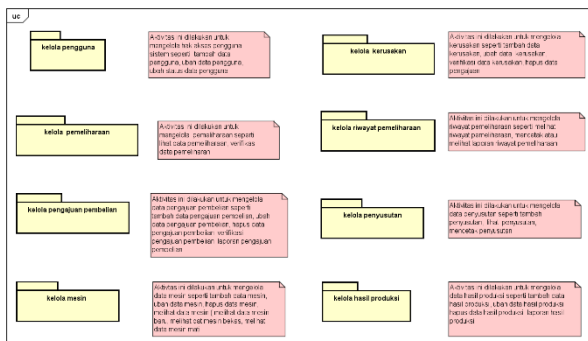 uc
kelola pengguna
Aktivitas ini dilakukan untuk
mengelola hak akses pengguna
sistem seperti tambah data
pengguna, ubah data pengguna,
ubah status data pengguna
kelola kerusakan
Aktivitas ini dilakukan untuk mengelola
kerusakan seperti tambah data
kerusakan, ubah data kerusakan,
verifikasi data kerusakan, hapus data
pengajuan
kelola pemeliharaan
Aktivitas ini dilakukan untuk
mengelola pemeliharaan seperti
lihat data pemeliharaan, verifikasi
data pemeliharaan
kelola riwayat pemeliharaan
Aktivitas ini dilakukan untuk mengelola
riwayat pemeliharaan seperti melihat
riwayat pemeliharaan, mencetak atau
melihat laporan riwayat pemeliharaan
kelola pengajuan pembelian
Aktivitas ini dilakukan untuk mengelola
data pengajuan pembelian seperti
tambah data pengajuan pembelian, ubah
data pengajuan pembelian, hapus data
pengajuan pembelian verifikasi
pengajuan pembelian laporan pengajuan
pembelian
kelola penyusutan
Aktivitas ini dilakukan untuk mengelola
data penyusutan seperti tambah
penyusutan, lihat penyusutan,
mencetak penyusutan
kelola mesin
Aktivitas ini dilakukan untuk mengelola
data mesin seperti tambah data mesin,
ubah data mesin, hapus data mesin,
melihat data mesin ( melihat data mesin
baru, melihat dat mesin bekas, melihat
data mesin mati
kelola hasil produksi
Aktivitas ini dilakukan untuk mengelola
data hasil produksi seperti tambah data
hasil produksi, ubah data hasil produksi
hapus data hasil produksi, laporan hasil
produksi